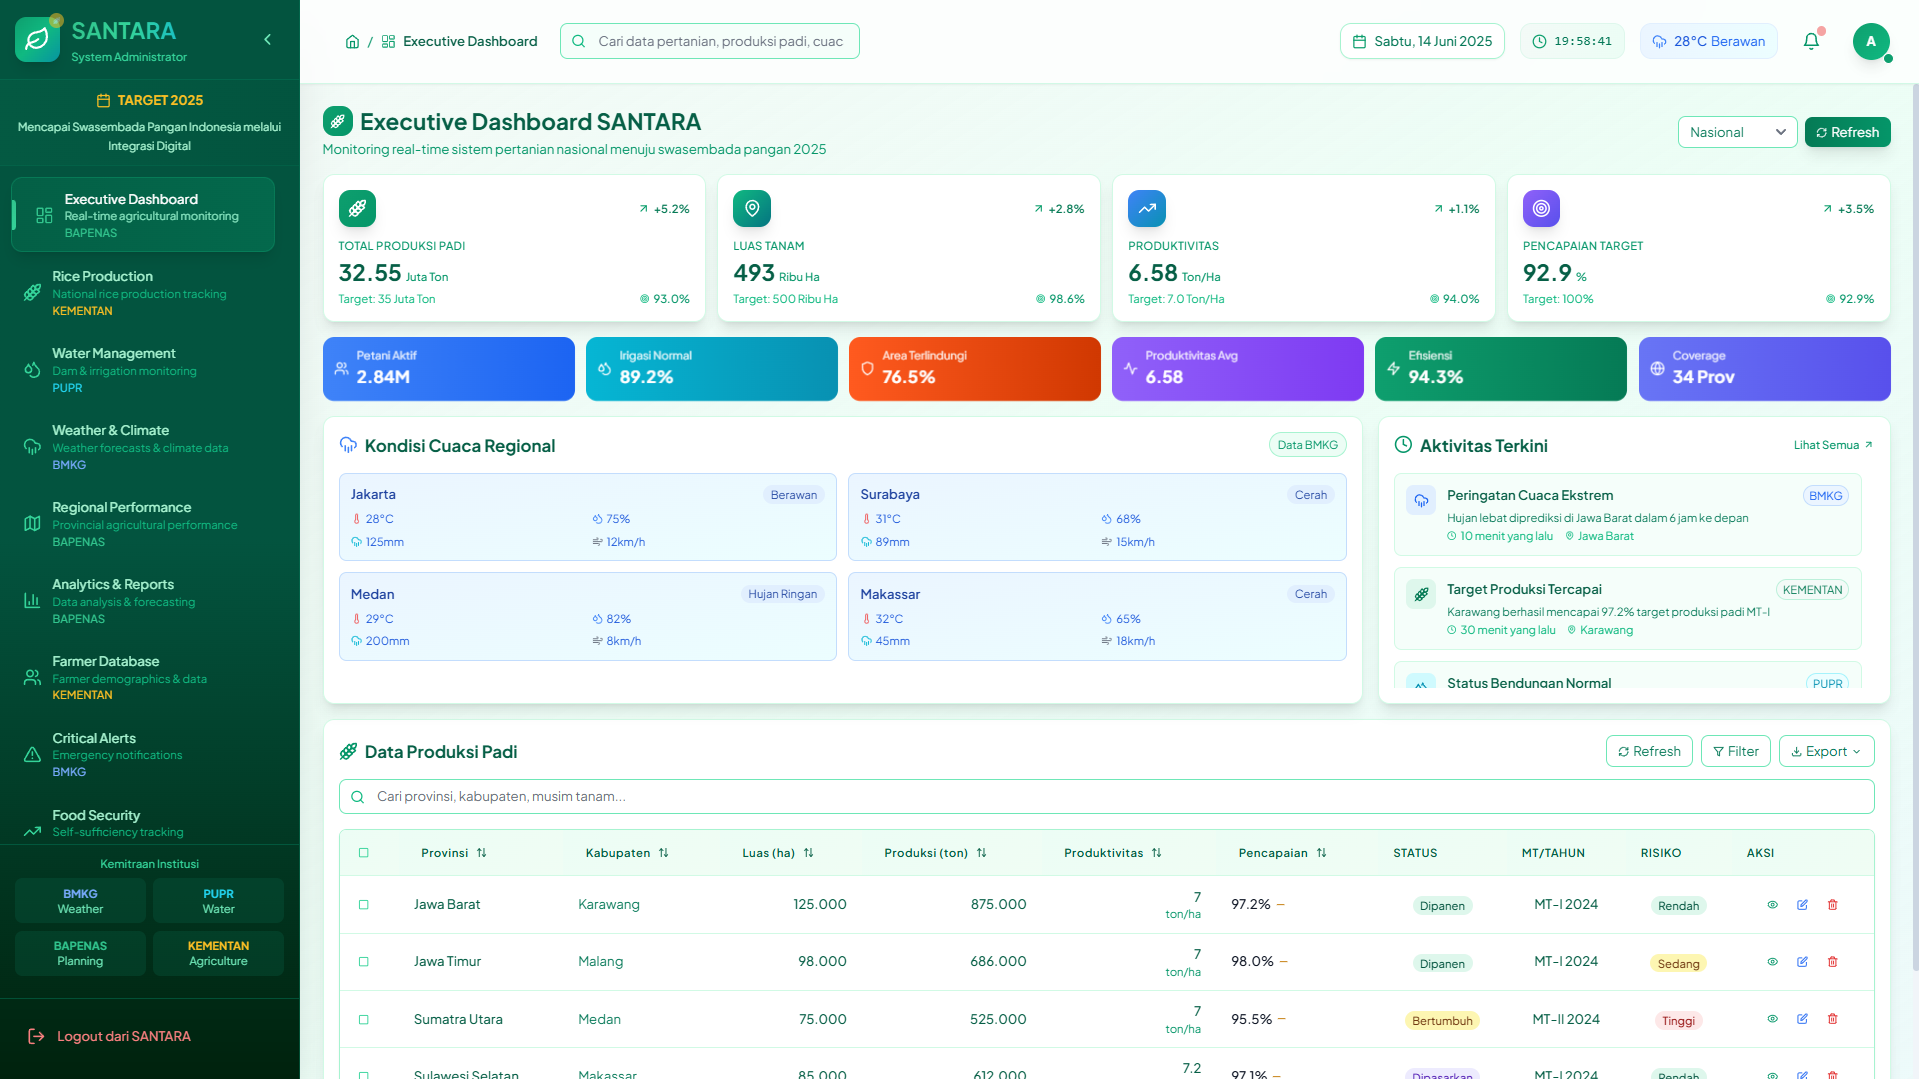 SANTARA
System Administrator
TARGET 2025
Mencapai Swasembada Pangan Indonesia melalui
Integrasi Digital
Executive Dashboard
Real-time agricultural monitoring
BAPENAS
Rice Production
National rice production tracking
KEMENTAN
Water Management
Dam & irrigation monitoring
PUPR
Weather & Climate
Weather forecasts & climate data
BMKG
Regional Performance
Provincial agricultural performance
BAPENAS
Analytics & Reports
Data analysis & forecasting
BAPENAS
Farmer Database
Farmer demographics & data
KEMENTAN
Critical Alerts
Emergency notifications
BMKG
Food Security
Self-sufficiency tracking
Kemitraan Institusi
BMKG
Weather
PUPR
Water
BAPENAS
Planning
KEMENTAN
Agriculture
Logout dari SANTARA
/ Executive Dashboard
Cari data pertanian, produksi padi, cuac
Sabtu, 14 Juni 2025
19:58:41
28°C Berawan
A
Executive Dashboard SANTARA
Monitoring real-time sistem pertanian nasional menuju swasembada pangan 2025
Nasional
Refresh
+5.2%
TOTAL PRODUKSI PADI
32.55 Juta Ton
Target: 35 Juta Ton
93.0%
+2.8%
LUAS TANAM
493 Ribu Ha
Target: 500 Ribu Ha
98.6%
+1.1%
PRODUKTIVITAS
6.58 Ton/Ha
Target: 7.0 Ton/Ha
94.0%
+3.5%
PENCAPAIAN TARGET
92.9 %
Target: 100%
92.9%
Petani Aktif
2.84M
Irigasi Normal
89.2%
Area Terlindungi
76.5%
Produktivitas Avg
6.58
Efisiensi
94.3%
Coverage
34 Prov
Kondisi Cuaca Regional
Data BMKG
Jakarta
Berawan
28°C
75%
125mm
12km/h
Surabaya
Cerah
31°C
68%
89mm
15km/h
Medan
Hujan Ringan
29°C
82%
200mm
8km/h
Makassar
Cerah
32°C
65%
45mm
18km/h
Aktivitas Terkini
Lihat Semua
Peringatan Cuaca Ekstrem
BMKG
Hujan lebat diprediksi di Jawa Barat dalam 6 jam ke depan
10 menit yang lalu
Jawa Barat
Target Produksi Tercapai
KEMENTAN
Karawang berhasil mencapai 97.2% target produksi padi MT-I
30 menit yang lalu
Karawang
Status Bendungan Normal
PUPR
Data Produksi Padi
Refresh
Filter
Export
Cari provinsi, kabupaten, musim tanam...
Provinsi Kabupaten Luas (ha) Produksi (ton) Produktivitas Pencapaian STATUS MT/TAHUN RISIKO AKSI
Jawa Barat Karawang 125.000 875.000 7 ton/ha 97.2% – Dipanen MT-I 2024 Rendah
Jawa Timur Malang 98.000 686.000 7 ton/ha 98.0% – Dipanen MT-I 2024 Sedang
Sumatra Utara Medan 75.000 525.000 7 ton/ha 95.5% – Bertumbuh MT-II 2024 Tinggi
Sulawesi Selatan Makassar 85.000 612.000 7.2 97.1% – Dipasarkan MT-I 2024 Rendah